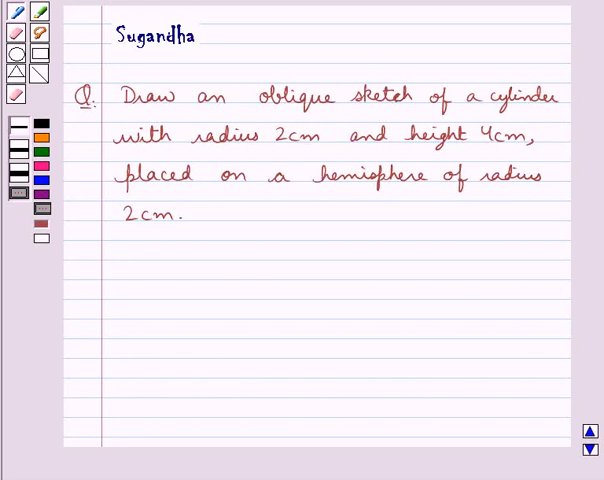 Sugandha
Q. Draw an oblique sketch of a cylinder
with radius 2cm and height 4cm,
placed on a hemisphere of radius
2cm.